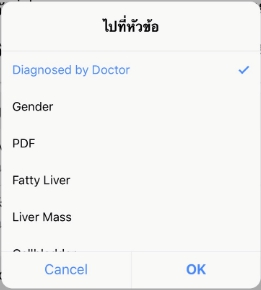 ไปที่หัวข้อ
Diagnosed by Doctor
Gender
PDF
Fatty Liver
Liver Mass
Cancel OK